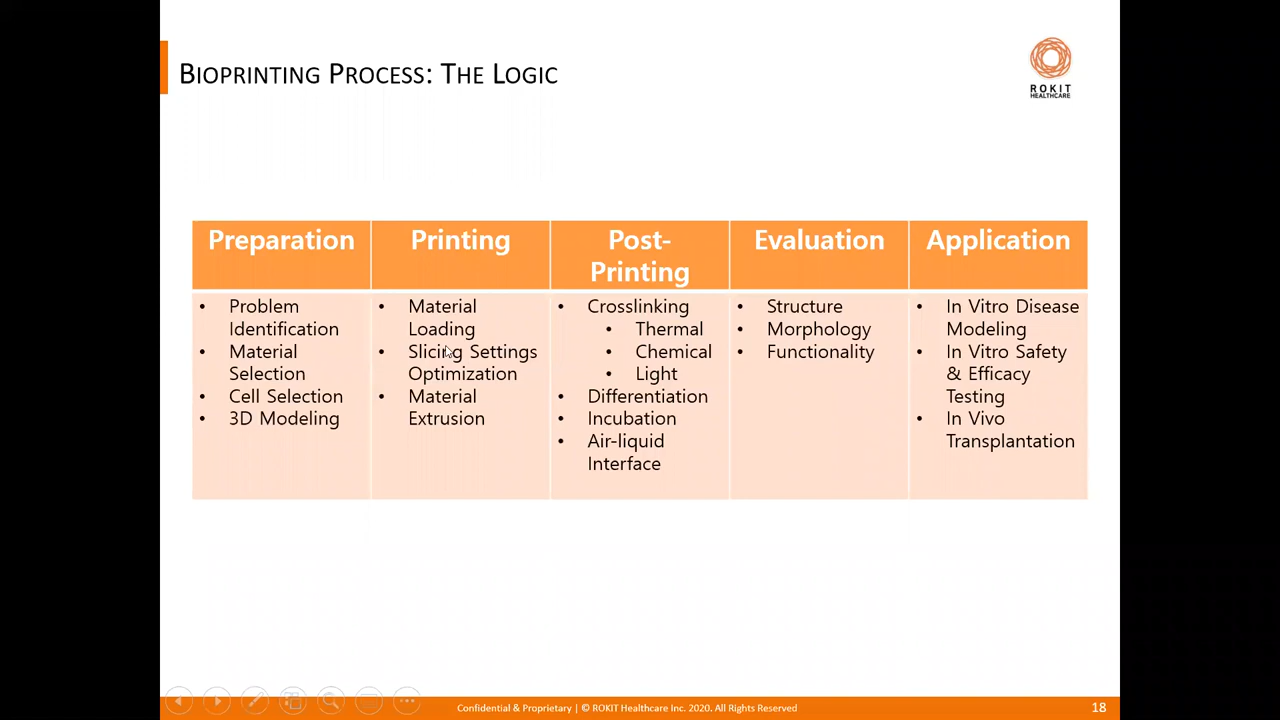 BIOPRINTING PROCESS: THE LOGIC
ROKIT
HEALTHCARE
Preparation
• Problem
Identification
• Material
Selection
• Cell Selection
• 3D Modeling
Printing
• Material
Loading
• Slicing Settings
Optimization
• Material
Extrusion
Post-
Printing
• Crosslinking
• Thermal
• Chemical
• Light
• Differentiation
• Incubation
• Air-liquid
Interface
Evaluation
• Structure
• Morphology
• Functionality
Application
• In Vitro Disease
Modeling
• In Vitro Safety
& Efficacy
Testing
• In Vivo
Transplantation
Confidential & Proprietary | © ROKIT Healthcare Inc. 2020. All Rights Reserved
18